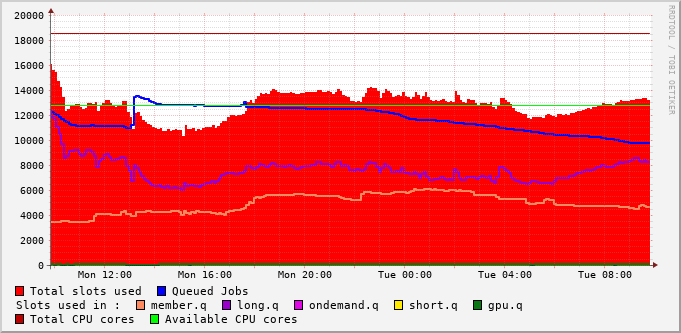 20000
18000
16000
14000
12000
10000
8000
6000
4000
2000
0
Mon 12:00 Mon 16:00 Mon 20:00 Tue 00:00 Tue 04:00 Tue 08:00
Total slots used Queued Jobs
Slots used in : member.q long.q ondemand.q short.q gpu.q
Total CPU cores Available CPU cores
RRDTOOL / TOBI OETIKER